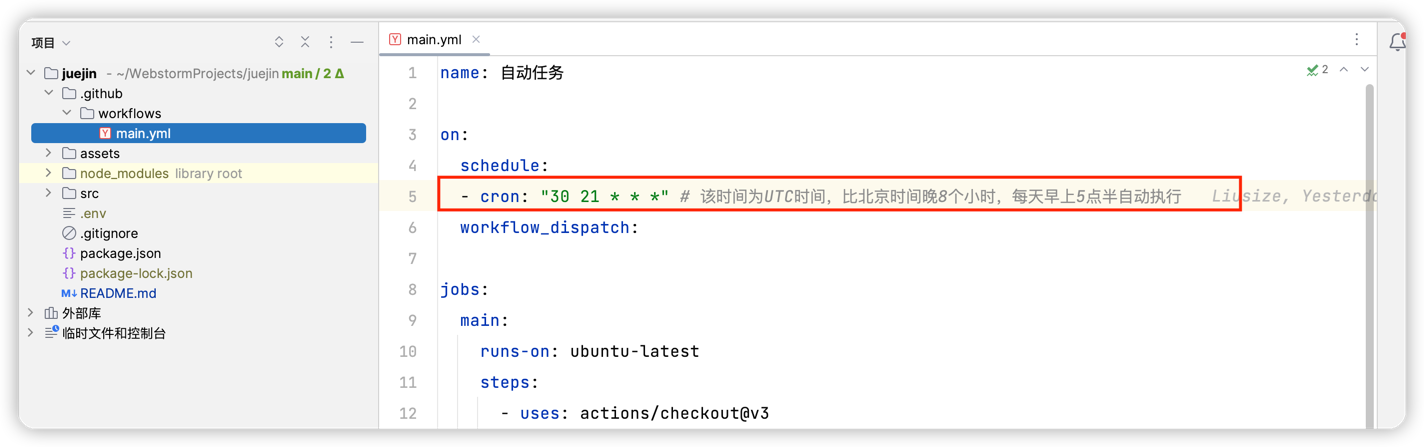 项目
juejin - ~/WebstormProjects/juejin main / 2 Δ
.github
workflows
main.yml
assets
node_modules library root
src
.env
.gitignore
package.json
package-lock.json
README.md
外部库
临时文件和控制台
main.yml
2
1 name: 自动任务
2
3 on:
4 schedule:
5 - cron: "30 21 * * *" # 该时间为UTC时间，比北京时间晚8个小时，每天早上5点半自动执行 Liusize,
6 workflow_dispatch:
7
8 jobs:
9 main:
10 runs-on: ubuntu-latest
11 steps:
12 - uses: actions/checkout@v3